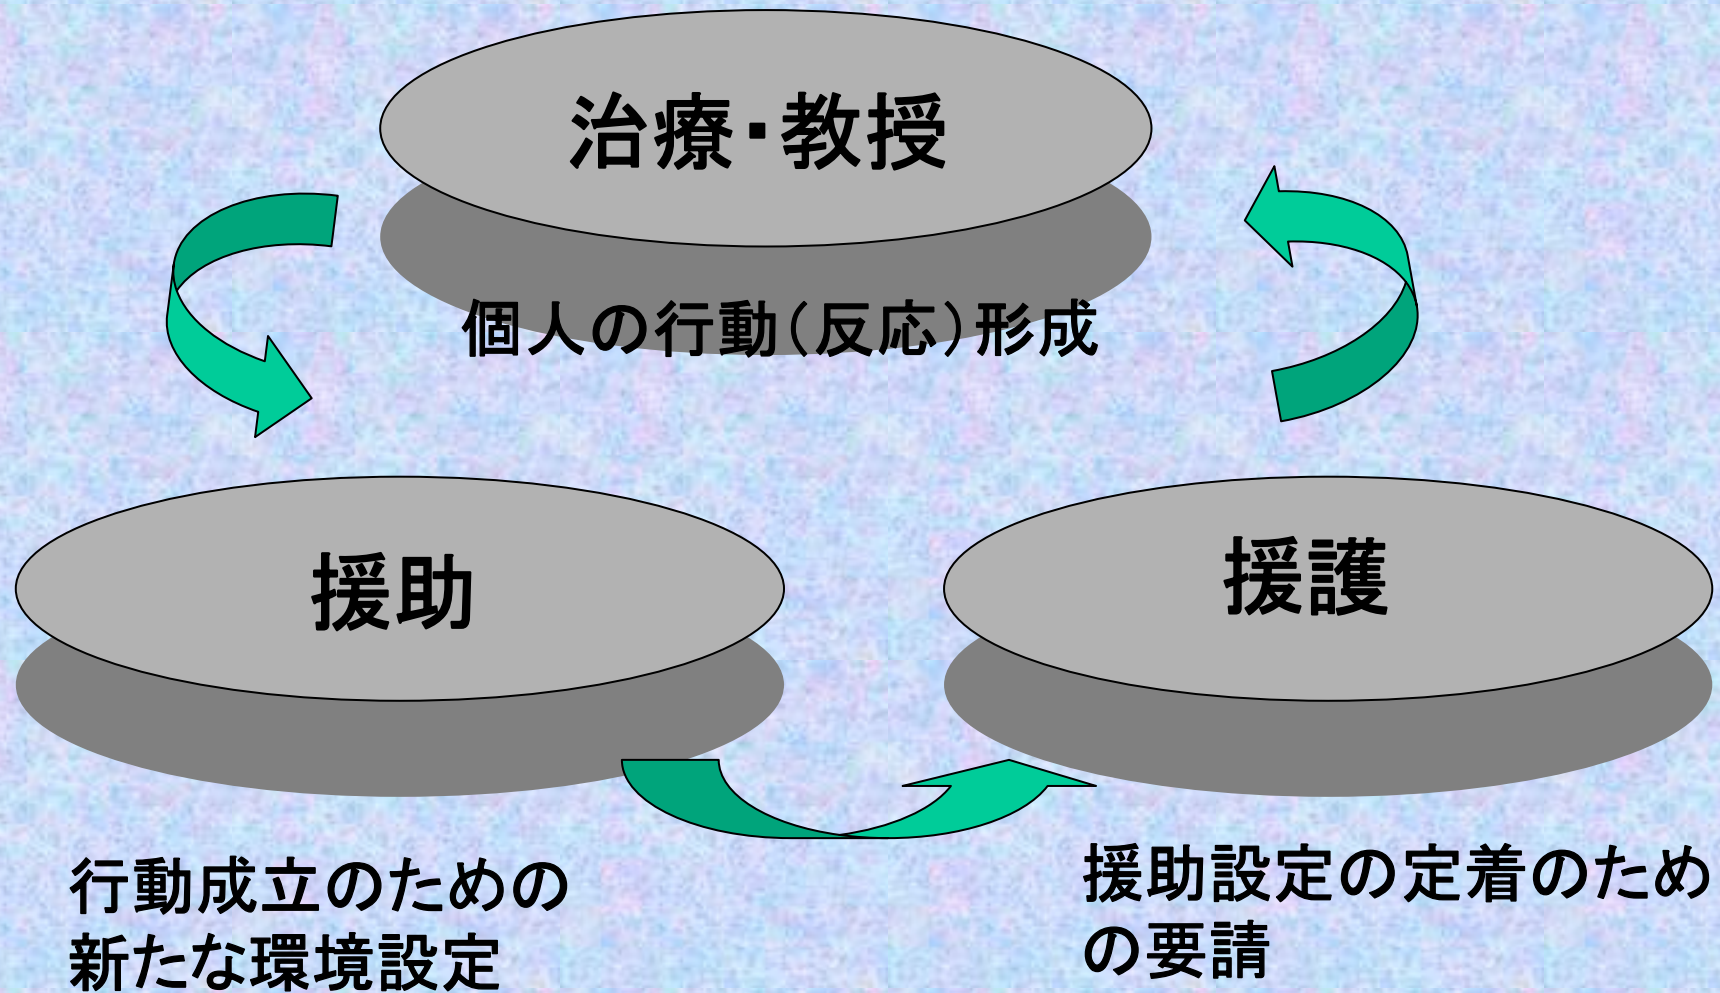 治療・教授
個人の行動(反応)形成
援助
援護
行動成立のための
新たな環境設定
援助設定の定着のため
の要請